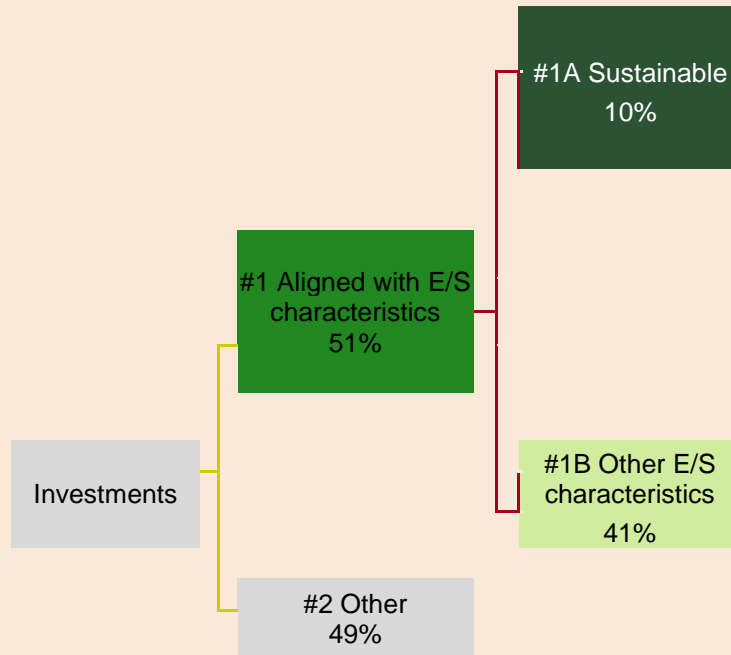 #1A Sustainable
10%
#1 Aligned with E/S
characteristics
51%
Investments
#1B Other E/S
characteristics
41%
#2 Other
49%